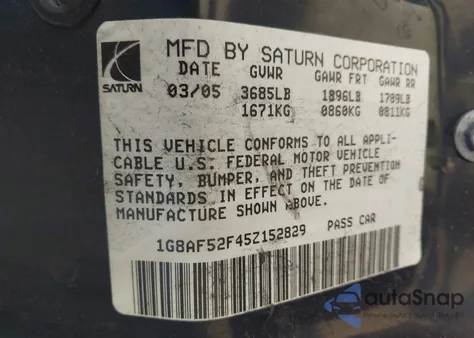 MFD BY SATURN CORPORATION
DATE GVWR GAWR FRT GAWR RR
SATURN
03/05 3685LB 1896LB 1789LB
1671KG 0860KG 0811KG
THIS VEHICLE CONFORMS TO ALL APPLI-
CABLE U.S. FEDERAL MOTOR VEHICLE
SAFETY, BUMPER, AND THEFT PREVENTION
STANDARDS IN EFFECT ON THE DATE OF
MANUFACTURE SHOWN ABOVE.
1G8AF52F45Z152829 PASS CAR
autoSnap